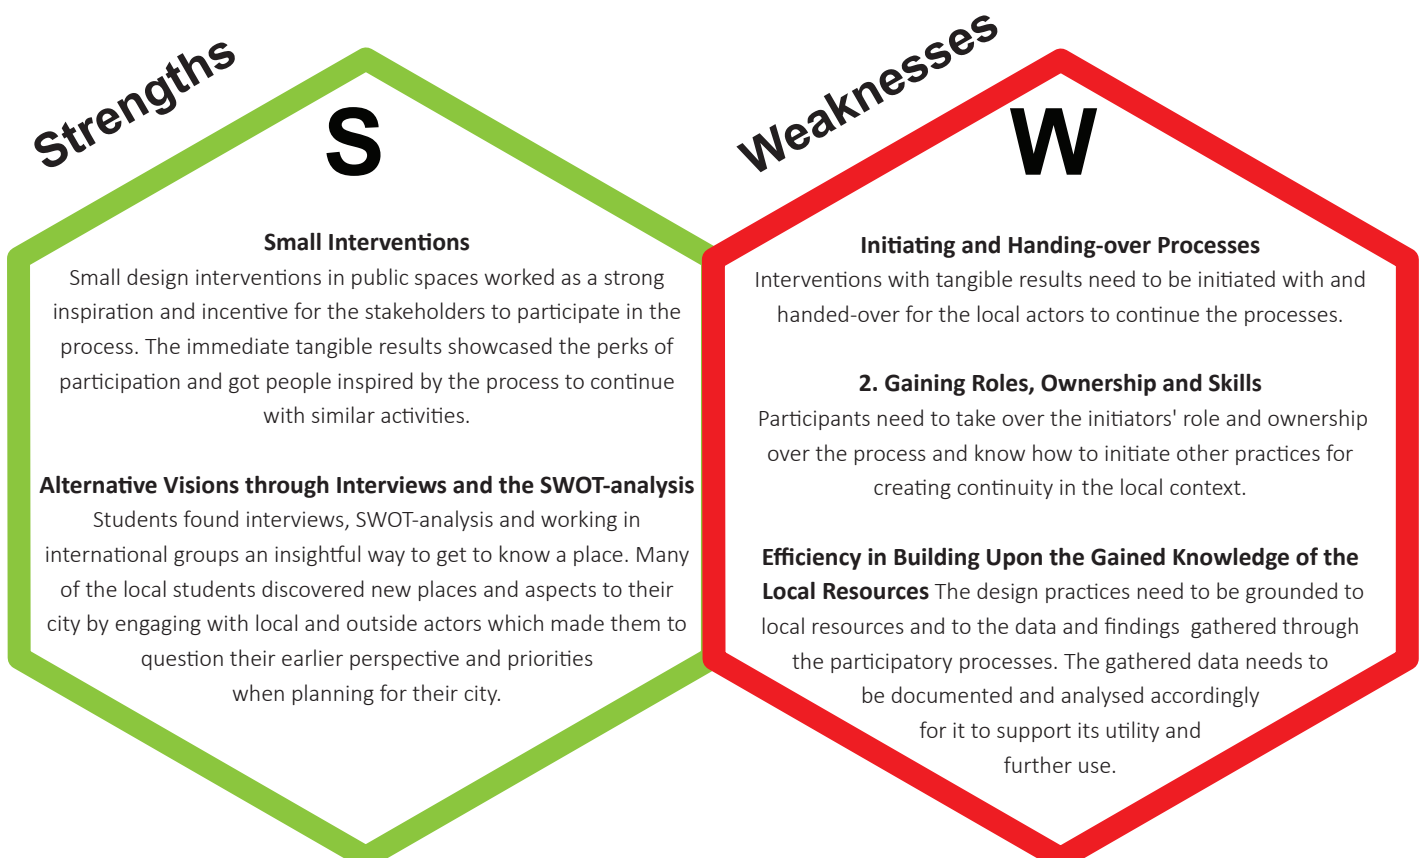 Strengths
S
Small Interventions
Small design interventions in public spaces worked as a strong
inspiration and incentive for the stakeholders to participate in the
process. The immediate tangible results showcased the perks of
participation and got people inspired by the process to continue
with similar activities.
Alternative Visions through Interviews and the SWOT-analysis
Students found interviews, SWOT-analysis and working in
international groups an insightful way to get to know a place. Many
of the local students discovered new places and aspects to their
city by engaging with local and outside actors which made them to
question their earlier perspective and priorities
when planning for their city.
Weaknesses
W
Initiating and Handing-over Processes
Interventions with tangible results need to be initiated with and
handed-over for the local actors to continue the processes.
2. Gaining Roles, Ownership and Skills
Participants need to take over the initiators' role and ownership
over the process and know how to initiate other practices for
creating continuity in the local context.
Efficiency in Building Upon the Gained Knowledge of the
Local Resources The design practices need to be grounded to
local resources and to the data and findings gathered through
the participatory processes. The gathered data needs to
be documented and analysed accordingly
for it to support its utility and
further use.